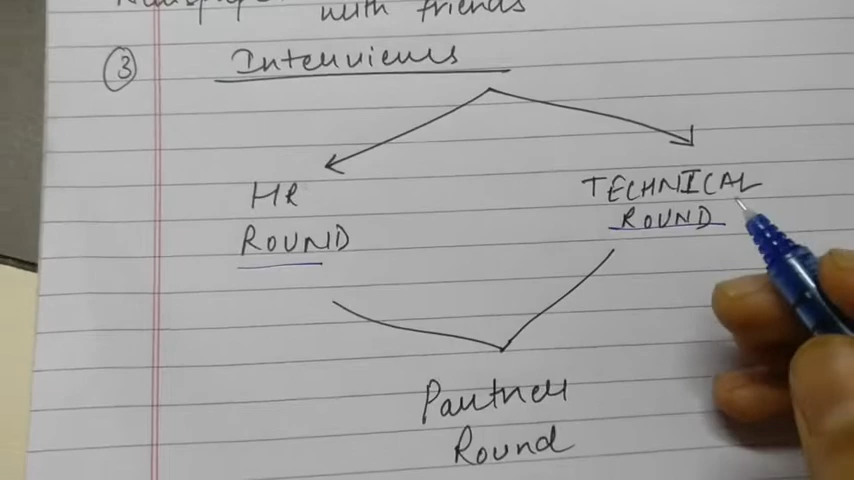 with friends
3 Interviews
HR
ROUND
TECHNICAL
ROUND
Partner
Round